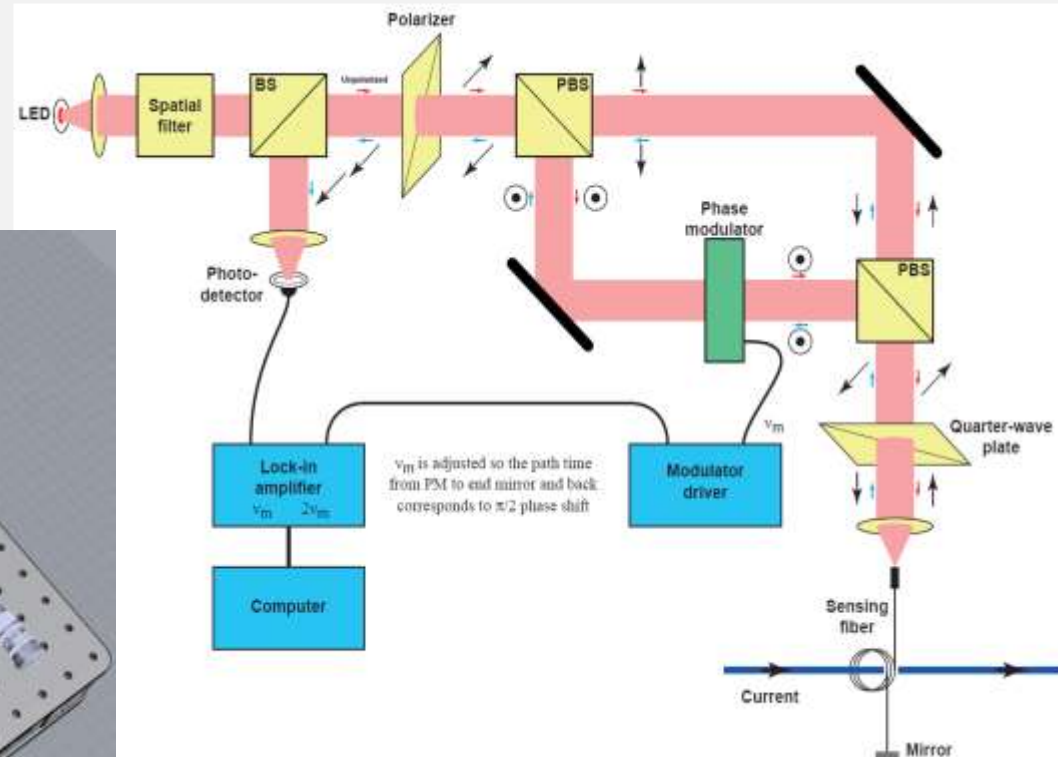 Polarizer
LED
Spatial
filter
BS
Unpolarized
PBS
Photo-
detector
Phase
modulator
PBS
Quarter-wave
plate
νm
Lock-in
amplifier
νm 2νm
νm is adjusted so the path time
from PM to end mirror and back
corresponds to π/2 phase shift
Modulator
driver
Computer
Sensing
fiber
Current
Mirror